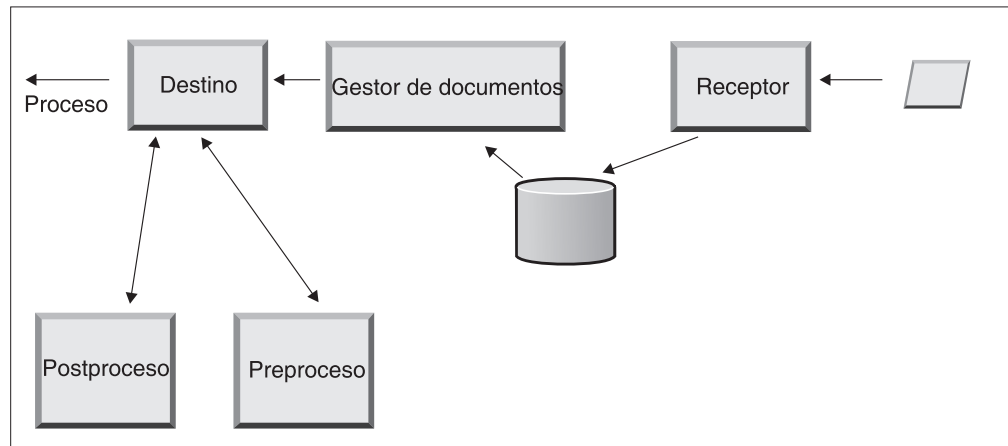 Destino
Gestor de documentos
Receptor
Proceso
Postproceso
Preproceso